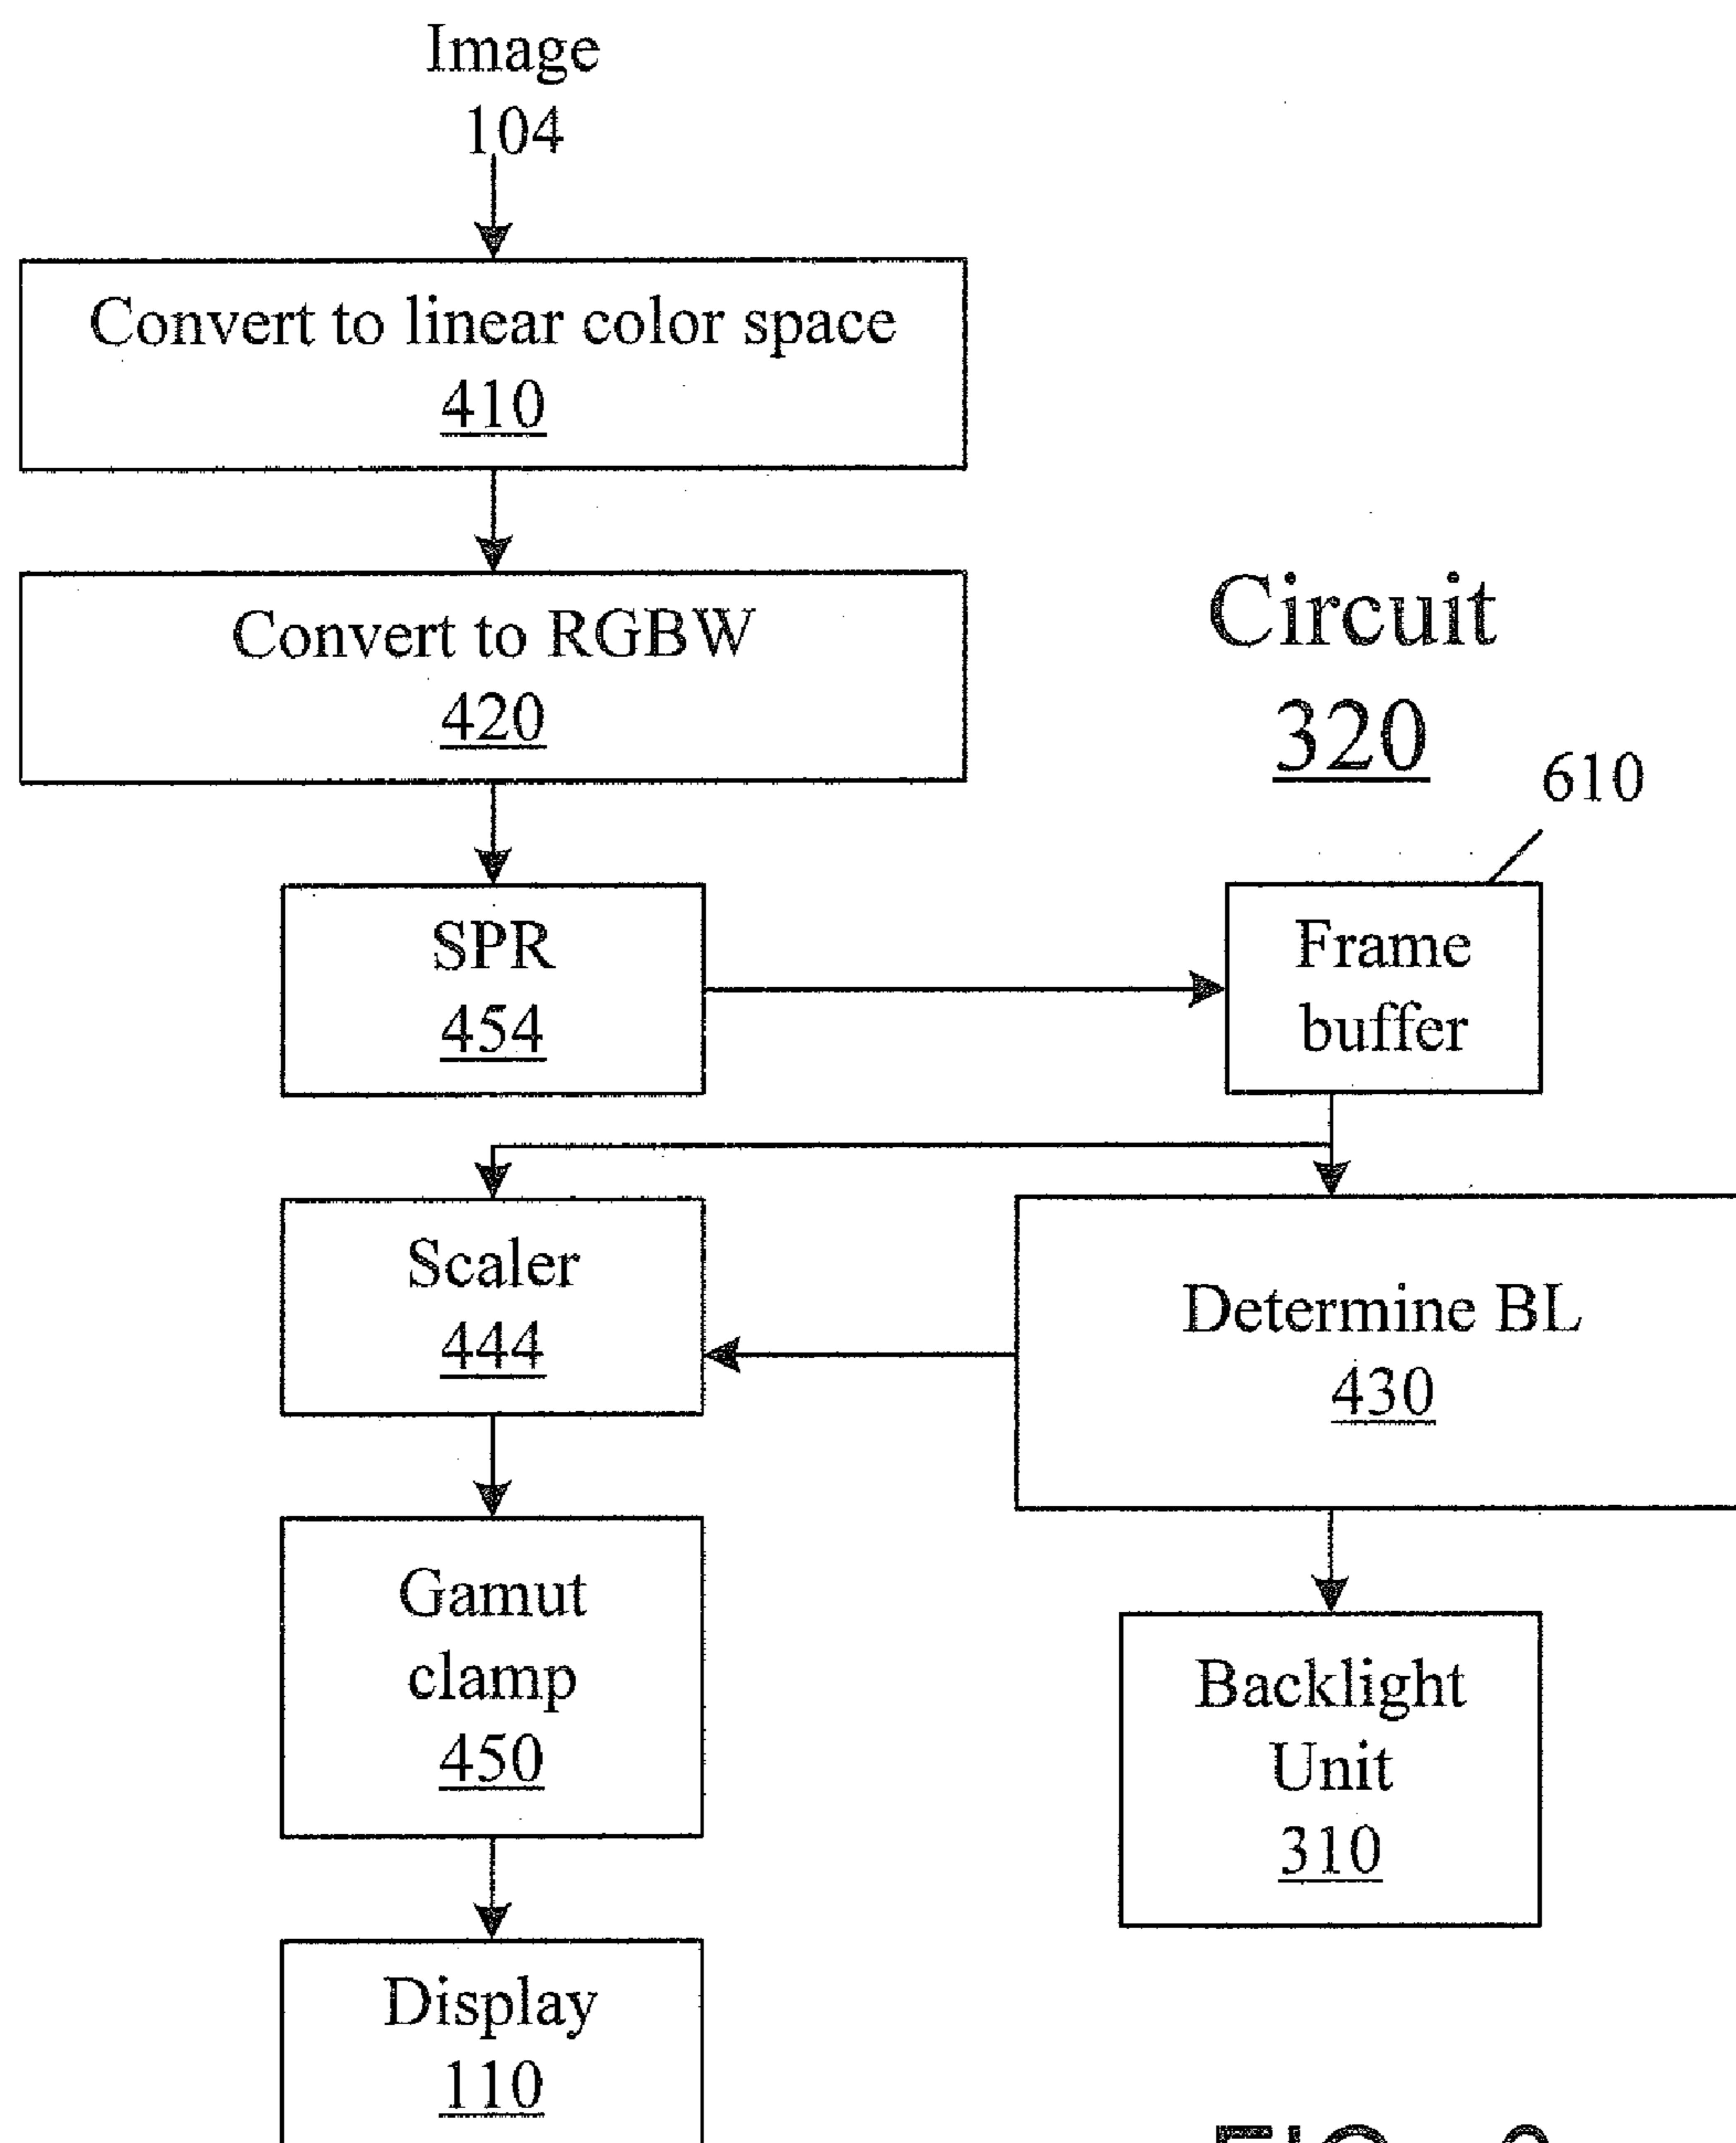 Image
104
Convert to linear color space
410
Convert to RGBW
420
Circuit
320
610
SPR
454
Frame
buffer
Scaler
444
Determine BL
430
Gamut
clamp
450
Backlight
Unit
310
Display
110
FIG.